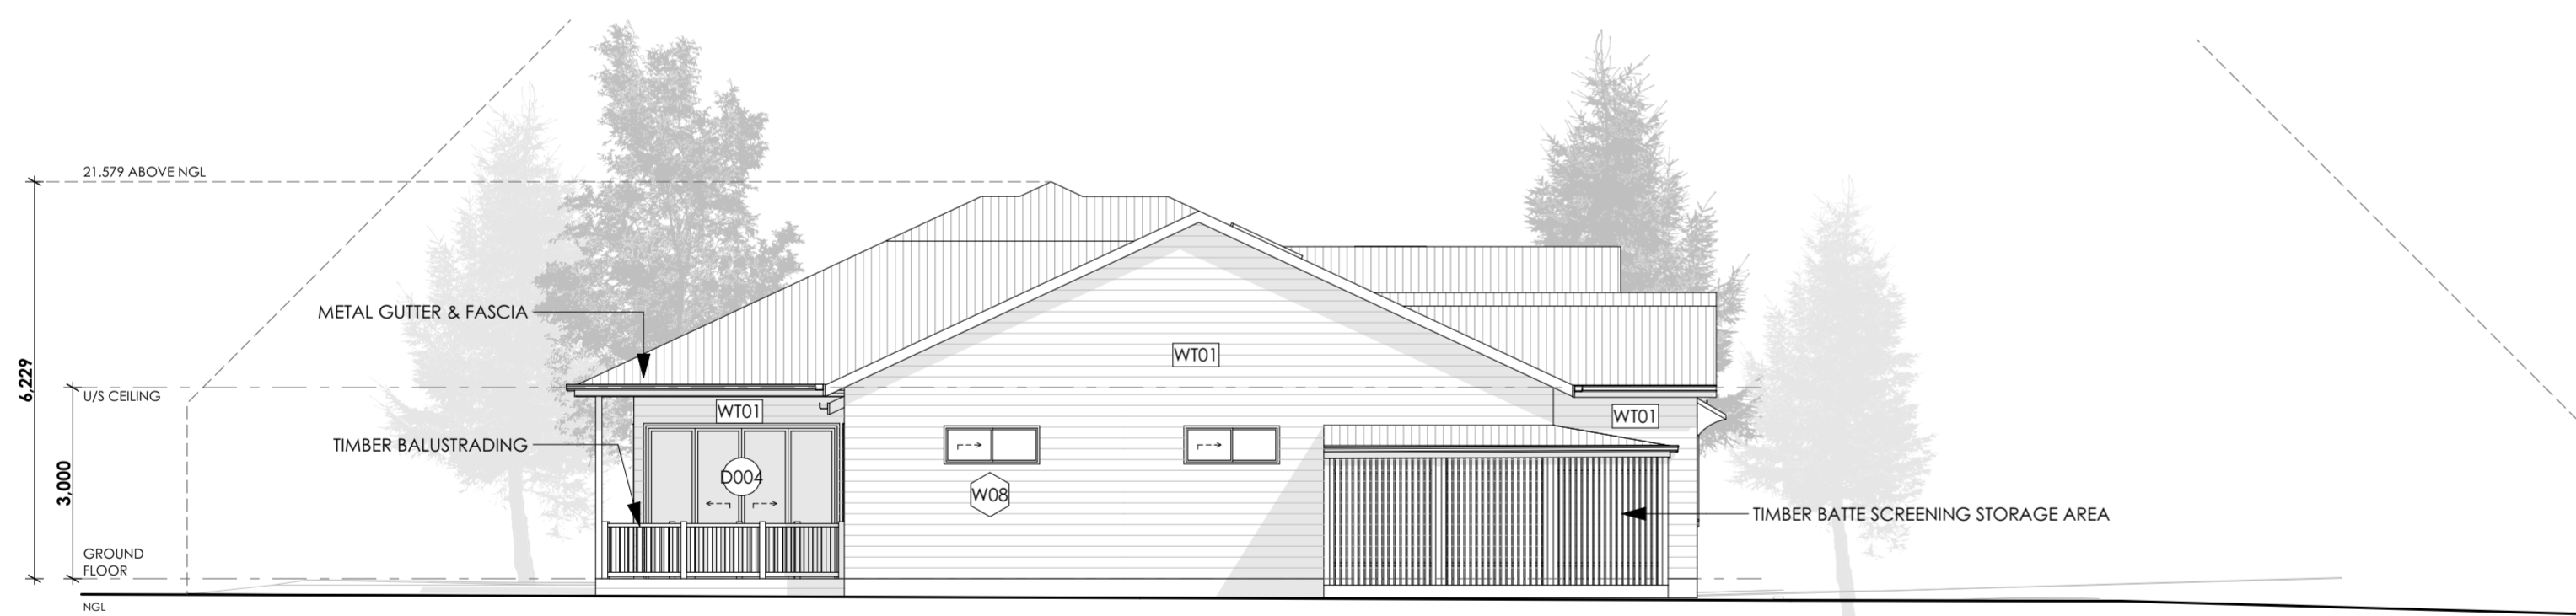 21.579 ABOVE NGL
METAL GUTTER & FASCIA
WT01
6,229
U/S CEILING
WT01
WT01
TIMBER BALUSTRADING
D004
3,000
W08
TIMBER BATTE SCREENING STORAGE AREA
GROUND
FLOOR
NGL